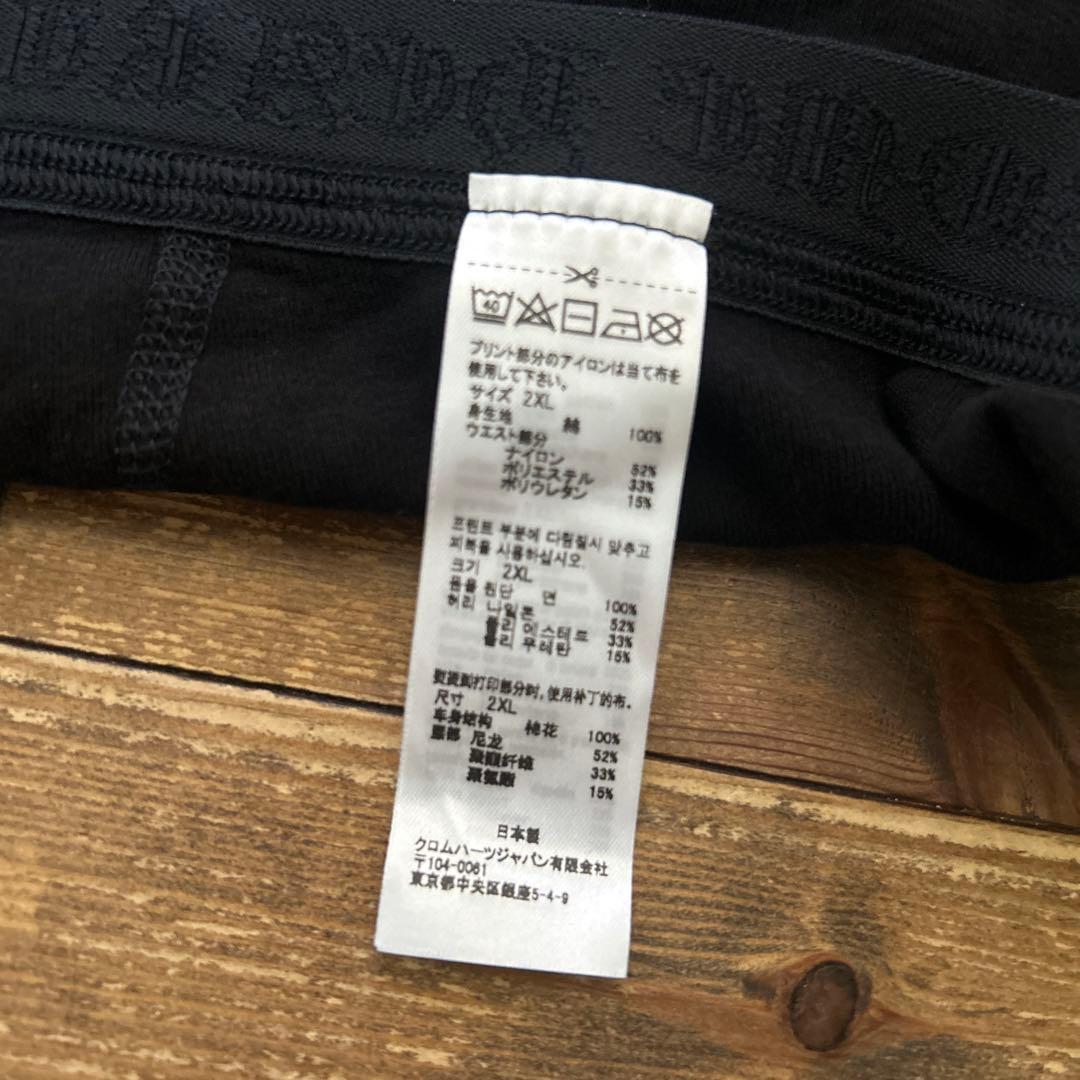 40
プリント部分のアイロンは当て布を
使用して下さい。
サイズ 2XL
身生地 綿 100%
ウエスト部分
ナイロン 52%
ポリエステル 33%
ポリウレタン 15%
프린트 부분에 다림질시 맞추고
피복을 사용하십시오.
크기 2XL
몸을 원단 면 100%
허리 나일론 52%
폴리 에스테르 33%
폴리 우레탄 15%
熨烫脚打印部分时,使用补丁的布。
尺寸 2XL
车身结构 棉花 100%
腰部 尼龙 52%
聚酯纤维 33%
聚氨酯 15%
日本製
クロムハーツジャパン有限会社
〒104-0061
東京都中央区銀座5-4-9